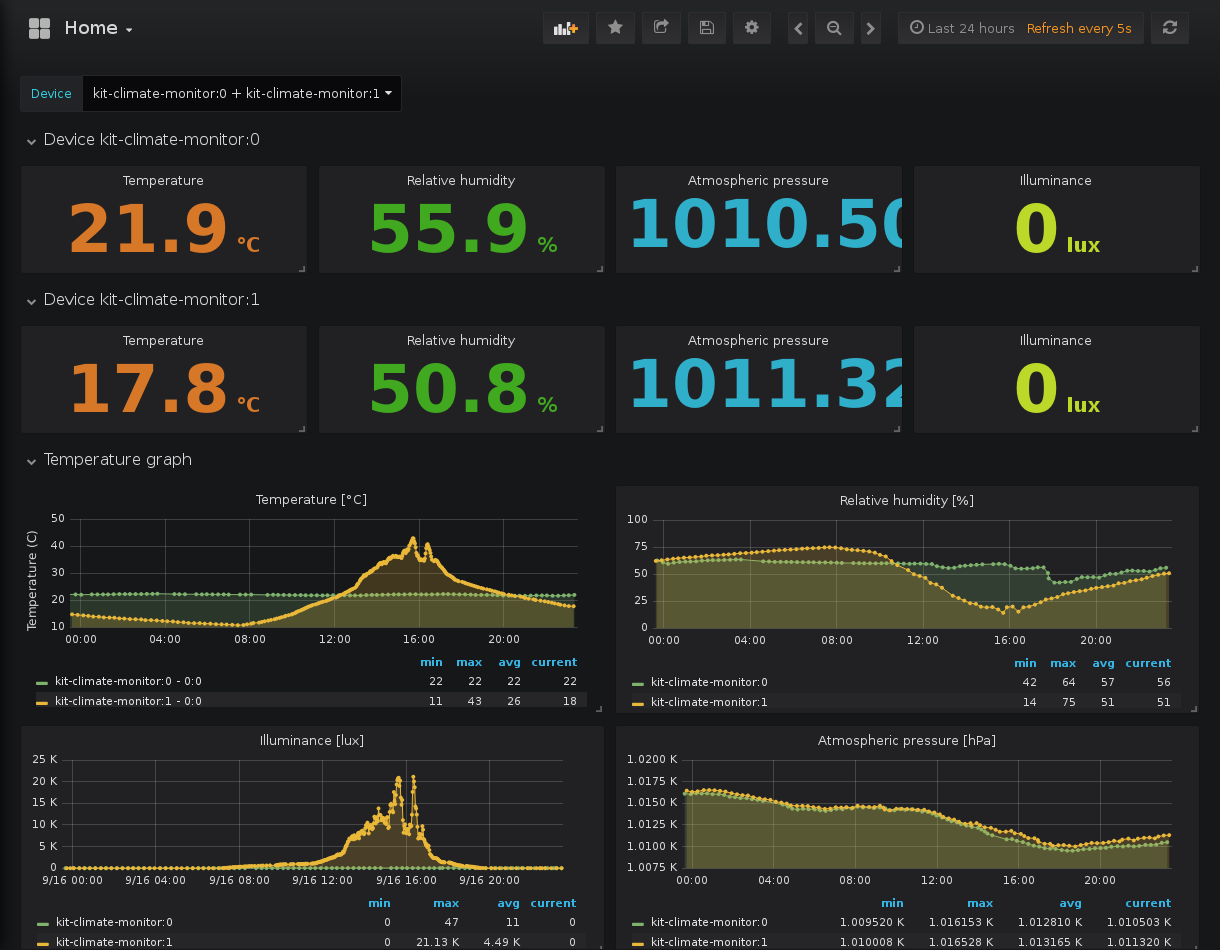 Home
Last 24 hours Refresh every 5s
Device kit-climate-monitor:0 + kit-climate-monitor:1
Device kit-climate-monitor:0
Temperature Relative humidity Atmospheric pressure Illuminance
21.9 °C 55.9 % 1010.50 0 lux
Device kit-climate-monitor:1
Temperature Relative humidity Atmospheric pressure Illuminance
17.8 °C 50.8 % 1011.32 0 lux
Temperature graph
Temperature [°C]
Temperature (C)
50
40
30
20
10
00:00 04:00 08:00 12:00 16:00 20:00
min max avg current
kit-climate-monitor:0 - 0:0 22 22 22 22
kit-climate-monitor:1 - 0:0 11 43 26 18
Relative humidity [%]
100
75
50
25
0
00:00 04:00 08:00 12:00 16:00 20:00
min max avg current
kit-climate-monitor:0 42 64 57 56
kit-climate-monitor:1 14 75 51 51
Illuminance [lux]
25 K
20 K
15 K
10 K
5 K
0
9/16 00:00 9/16 04:00 9/16 08:00 9/16 12:00 9/16 16:00 9/16 20:00
min max avg current
kit-climate-monitor:0 0 47 11 0
kit-climate-monitor:1 0 21.13 K 4.49 K 0
Atmospheric pressure [hPa]
1.0200 K
1.0175 K
1.0150 K
1.0125 K
1.0100 K
1.0075 K
00:00 04:00 08:00 12:00 16:00 20:00
min max avg current
kit-climate-monitor:0 1.009520 K 1.016153 K 1.012810 K 1.010503 K
kit-climate-monitor:1 1.010008 K 1.016528 K 1.013165 K 1.011320 K